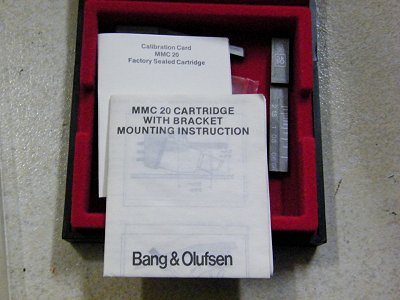 Calibration Card
MMC 20
Factory Sealed Cartridge
MMC 20 CARTRIDGE
WITH BRACKET
MOUNTING INSTRUCTION
Bang & Olufsen